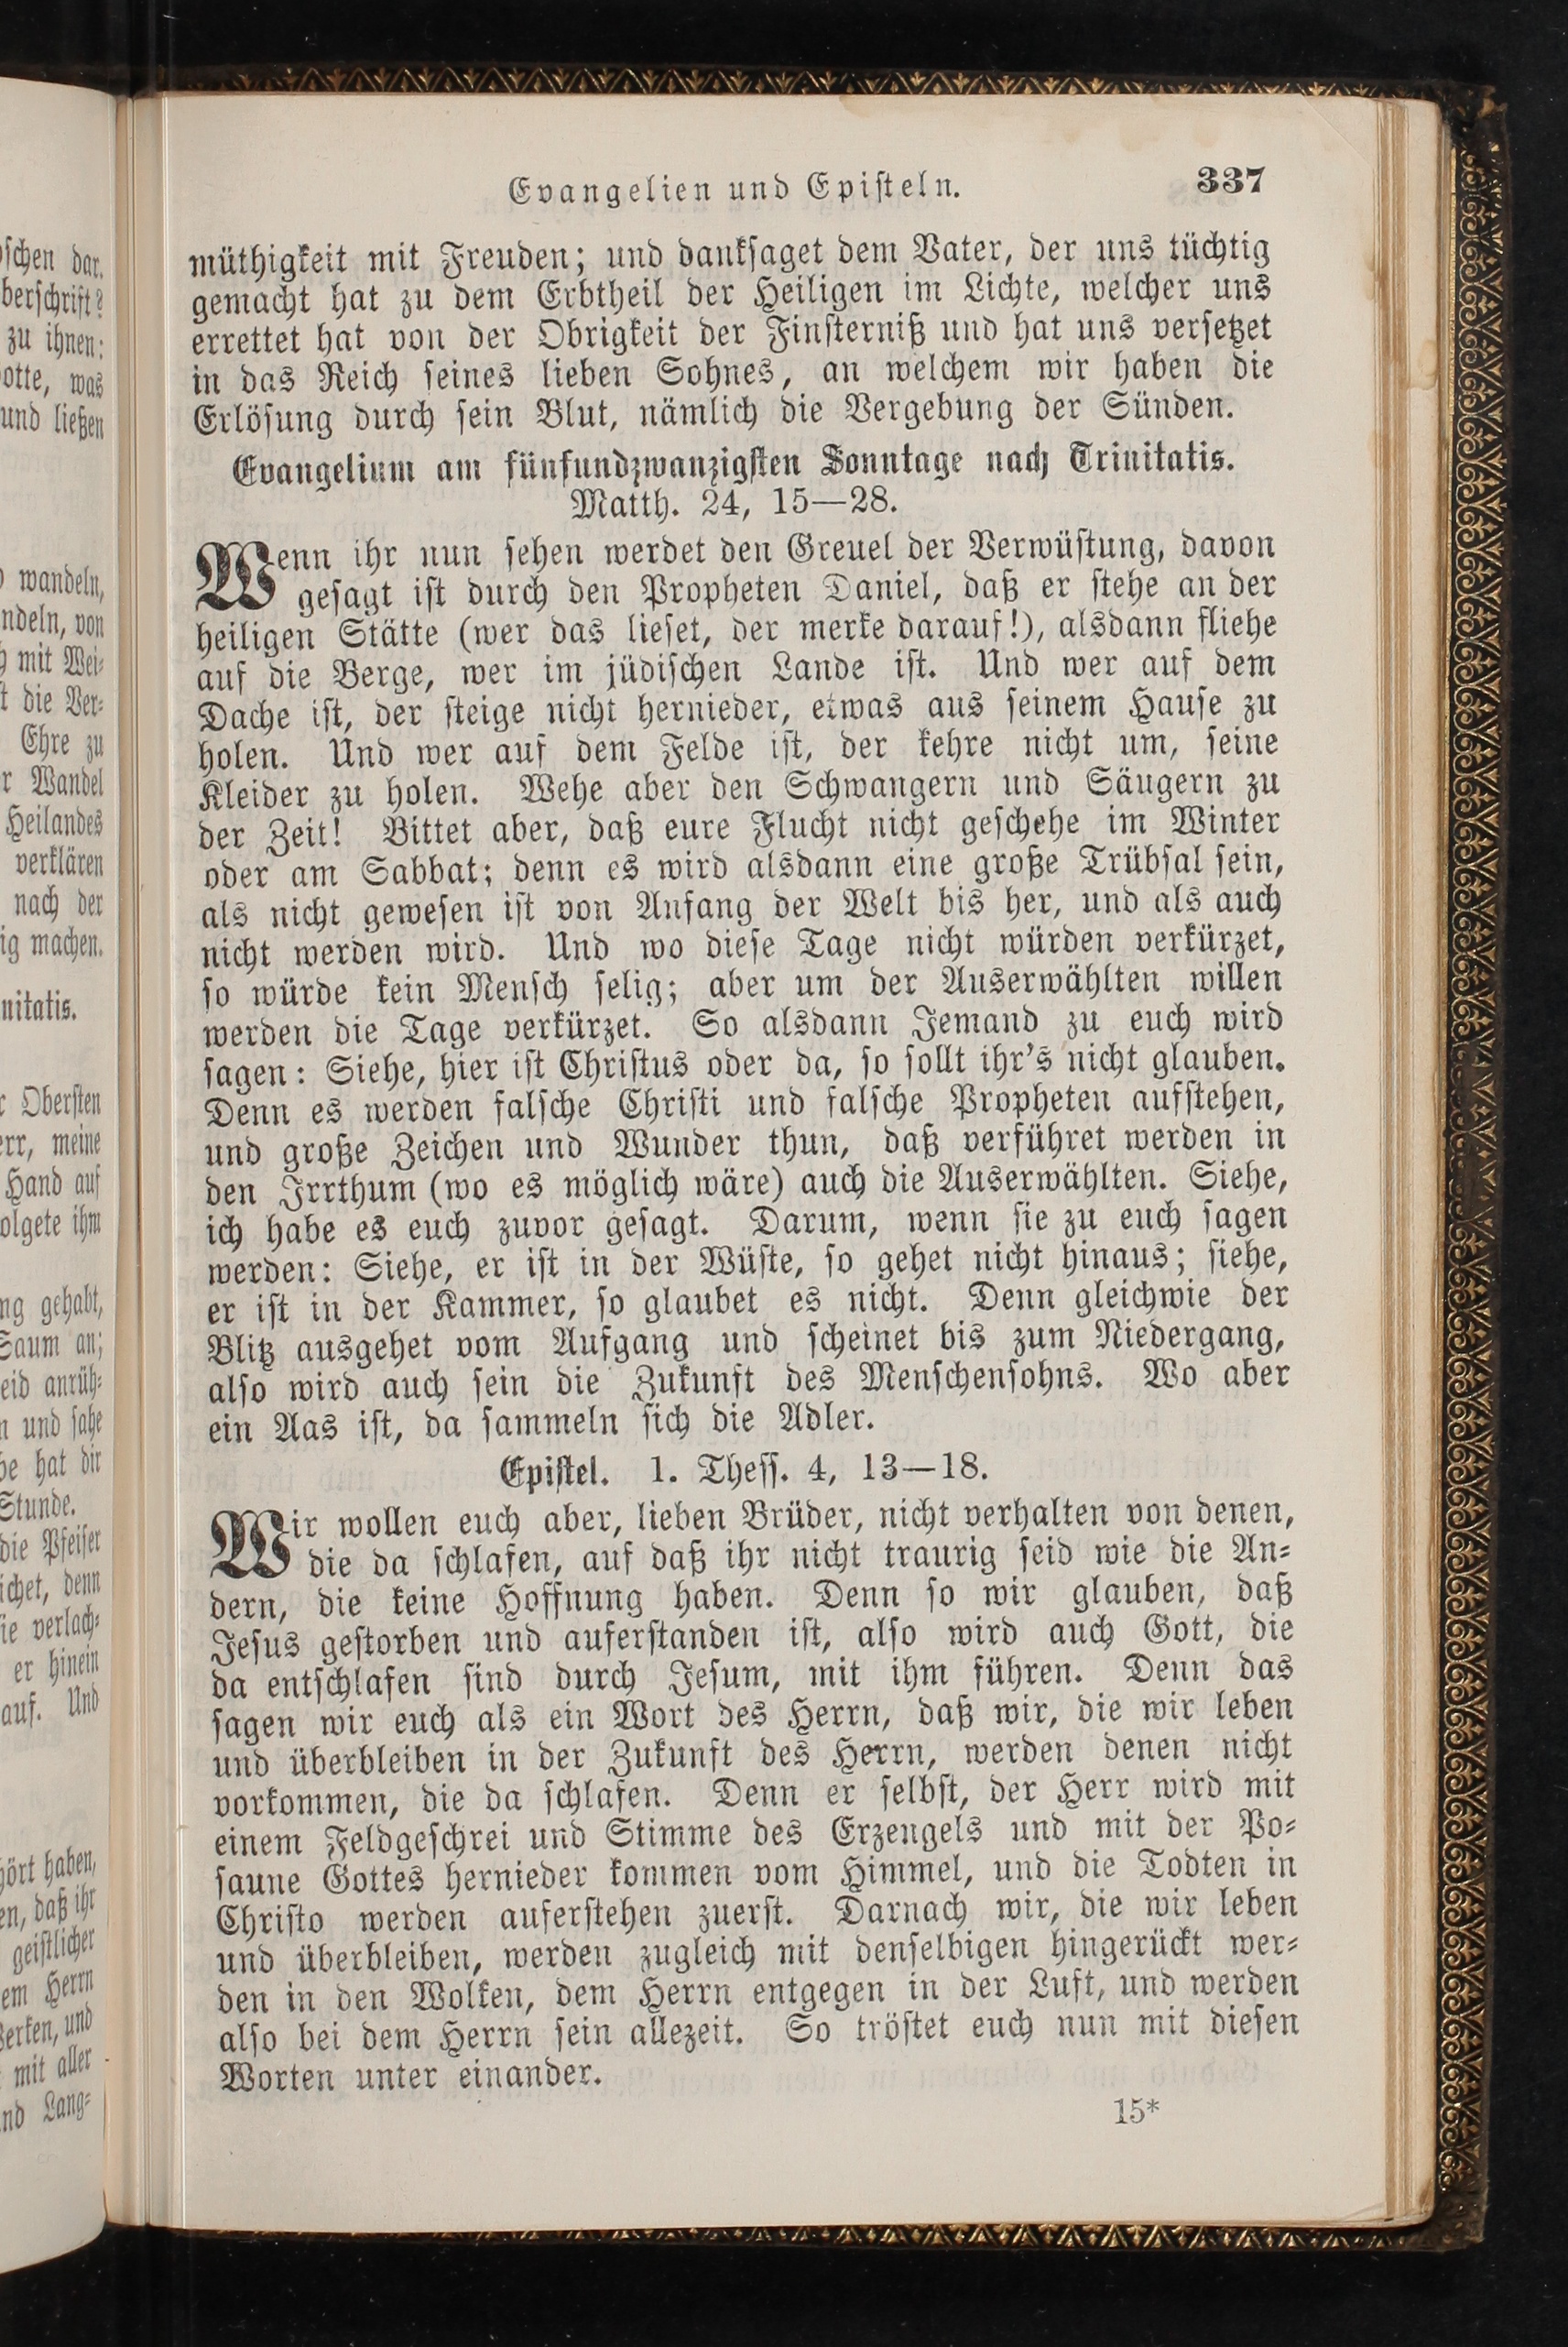 Evangelien und Episteln.
337
müthigkeit mit Freuden; und danksaget dem Vater, der uns tüchtig
gemacht hat zu dem Erbtheil der Heiligen im Lichte, welcher uns
errettet hat von der Obrigkeit der Finsterniß und hat uns versetzet
in das Reich seines lieben Sohnes, an welchem wir haben die
Erlösung durch sein Blut, nämlich die Vergebung der Sünden.
Evangelium am fünfundzwanzigsten Sonntage nach Trinitatis.
Matth. 24, 15—28.
Wenn ihr nun sehen werdet den Greuel der Verwüstung, davon
gesagt ist durch den Propheten Daniel, daß er stehe an der
heiligen Stätte (wer das lieset, der merke darauf!), alsdann fliehe
auf die Berge, wer im jüdischen Lande ist. Und wer auf dem
Dache ist, der steige nicht hernieder, etwas aus seinem Hause zu
holen. Und wer auf dem Felde ist, der kehre nicht um, seine
Kleider zu holen. Wehe aber den Schwangern und Säugern zu
der Zeit! Bittet aber, daß eure Flucht nicht geschehe im Winter
oder am Sabbat; denn es wird alsdann eine große Trübsal sein,
als nicht gewesen ist von Anfang der Welt bis her, und als auch
nicht werden wird. Und wo diese Tage nicht würden verkürzet,
so würde kein Mensch selig; aber um der Auserwählten willen
werden die Tage verkürzet. So alsdann Jemand zu euch wird
sagen: Siehe, hier ist Christus oder da, so sollt ihr's nicht glauben.
Denn es werden falsche Christi und falsche Propheten aufstehen,
und große Zeichen und Wunder thun, daß verführet werden in
den Irrthum (wo es möglich wäre) auch die Auserwählten. Siehe,
ich habe es euch zuvor gesagt. Darum, wenn sie zu euch sagen
werden: Siehe, er ist in der Wüste, so gehet nicht hinaus; siehe,
er ist in der Kammer, so glaubet es nicht. Denn gleichwie der
Blitz ausgehet vom Aufgang und scheinet bis zum Niedergang,
also wird auch sein die Zukunft des Menschensohns. Wo aber
ein Aas ist, da sammeln sich die Adler.
Epistel. 1. Thess. 4, 13—18.
Wir wollen euch aber, lieben Brüder, nicht verhalten von denen,
die da schlafen, auf daß ihr nicht traurig seid wie die An-
dern, die keine Hoffnung haben. Denn so wir glauben, daß
Jesus gestorben und auferstanden ist, also wird auch Gott, die
da entschlafen sind durch Jesum, mit ihm führen. Denn das
sagen wir euch als ein Wort des Herrn, daß wir, die wir leben
und überbleiben in der Zukunft des Herrn, werden denen nicht
vorkommen, die da schlafen. Denn er selbst, der Herr wird mit
einem Feldgeschrei und Stimme des Erzengels und mit der Po-
saune Gottes hernieder kommen vom Himmel, und die Todten in
Christo werden auferstehen zuerst. Darnach wir, die wir leben
und überbleiben, werden zugleich mit denselbigen hingerückt wer-
den in den Wolken, dem Herrn entgegen in der Luft, und werden
also bei dem Herrn sein allezeit. So tröstet euch nun mit diesen
Worten unter einander.
15*